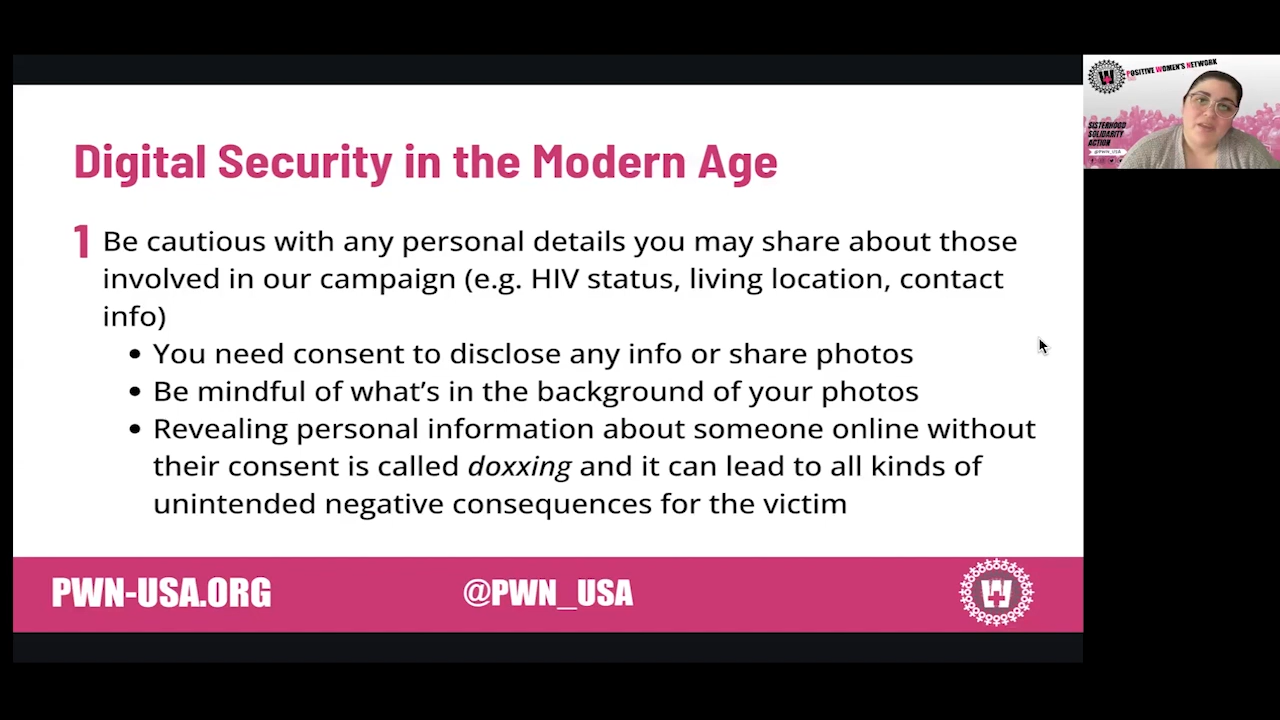 Digital Security in the Modern Age
1 Be cautious with any personal details you may share about those
involved in our campaign (e.g. HIV status, living location, contact
info)
• You need consent to disclose any info or share photos
• Be mindful of what's in the background of your photos
• Revealing personal information about someone online without
their consent is called doxxing and it can lead to all kinds of
unintended negative consequences for the victim
PWN-USA.ORG
@PWN_USA
POSITIVE WOMEN'S NETWORK
SISTERHOOD
SOLIDARITY
ACTION
@PWN_USA